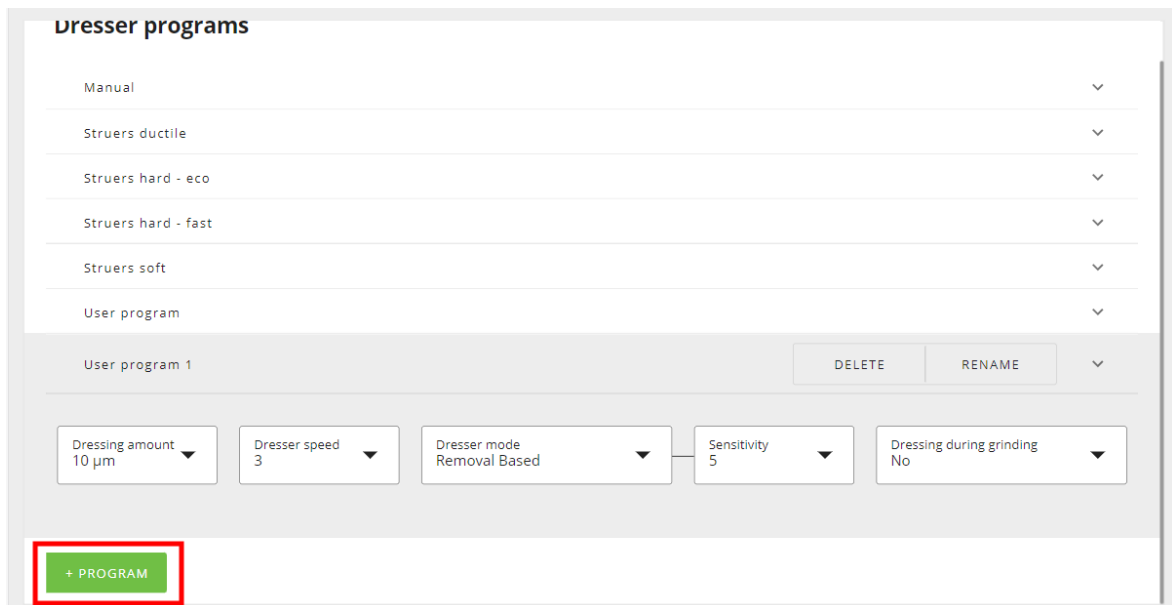 Dresser programs
Manual
Struers ductile
Struers hard - eco
Struers hard - fast
Struers soft
User program
User program 1
DELETE
RENAME
Dressing amount
10 µm
Dresser speed
3
Dresser mode
Removal Based
Sensitivity
5
Dressing during grinding
No
+ PROGRAM